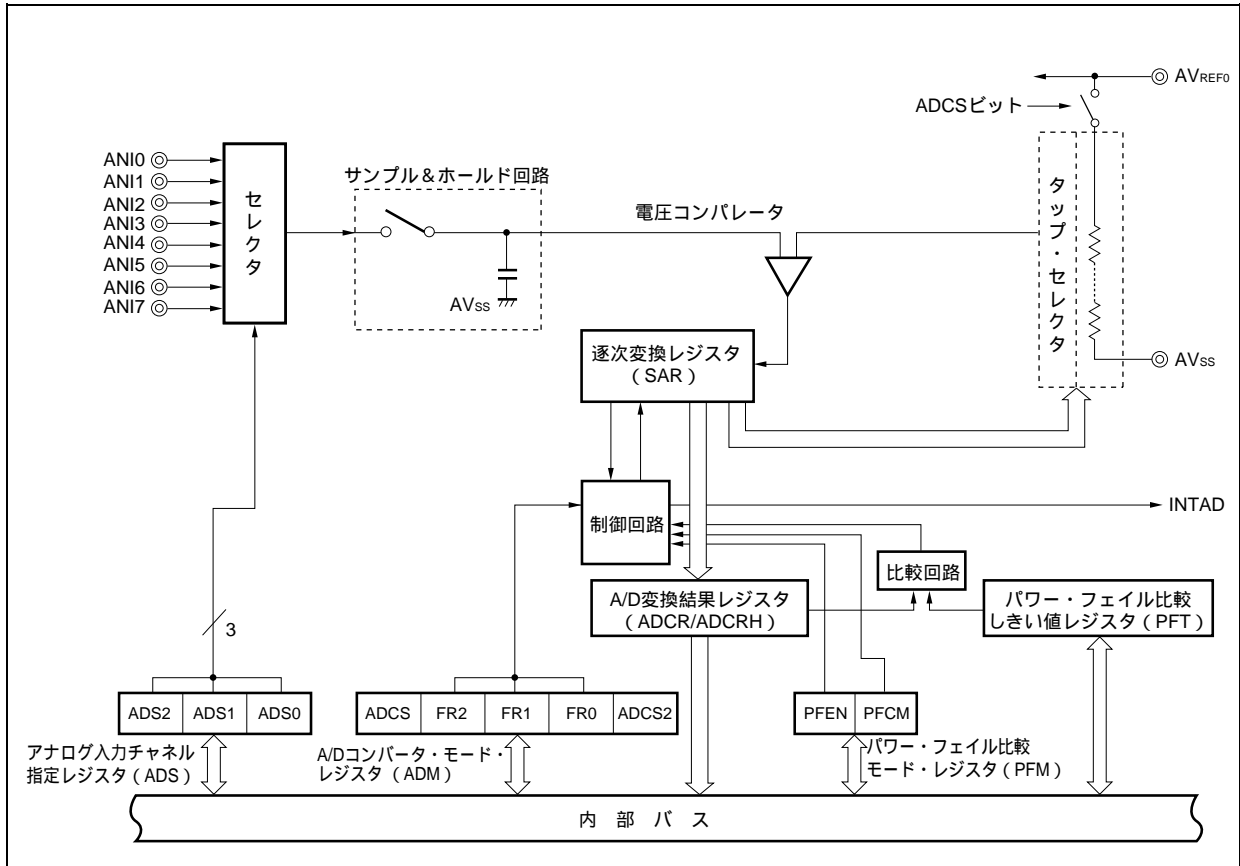 AVREF0
ADCSビット
ANI0
ANI1
ANI2
ANI3
ANI4
ANI5
ANI6
ANI7
セレクタ
サンプル&ホールド回路
AVSS
電圧コンパレータ
タップ・セレクタ
AVSS
逐次変換レジスタ
(SAR)
制御回路
INTAD
比較回路
A/D変換結果レジスタ
(ADCR/ADCRH)
パワー・フェイル比較
しきい値レジスタ(PFT)
3
ADS2 ADS1 ADS0
ADCS FR2 FR1 FR0 ADCS2
PFEN PFCM
アナログ入力チャネル
指定レジスタ(ADS)
A/Dコンバータ・モード・
レジスタ(ADM)
パワー・フェイル比較
モード・レジスタ(PFM)
内部バス